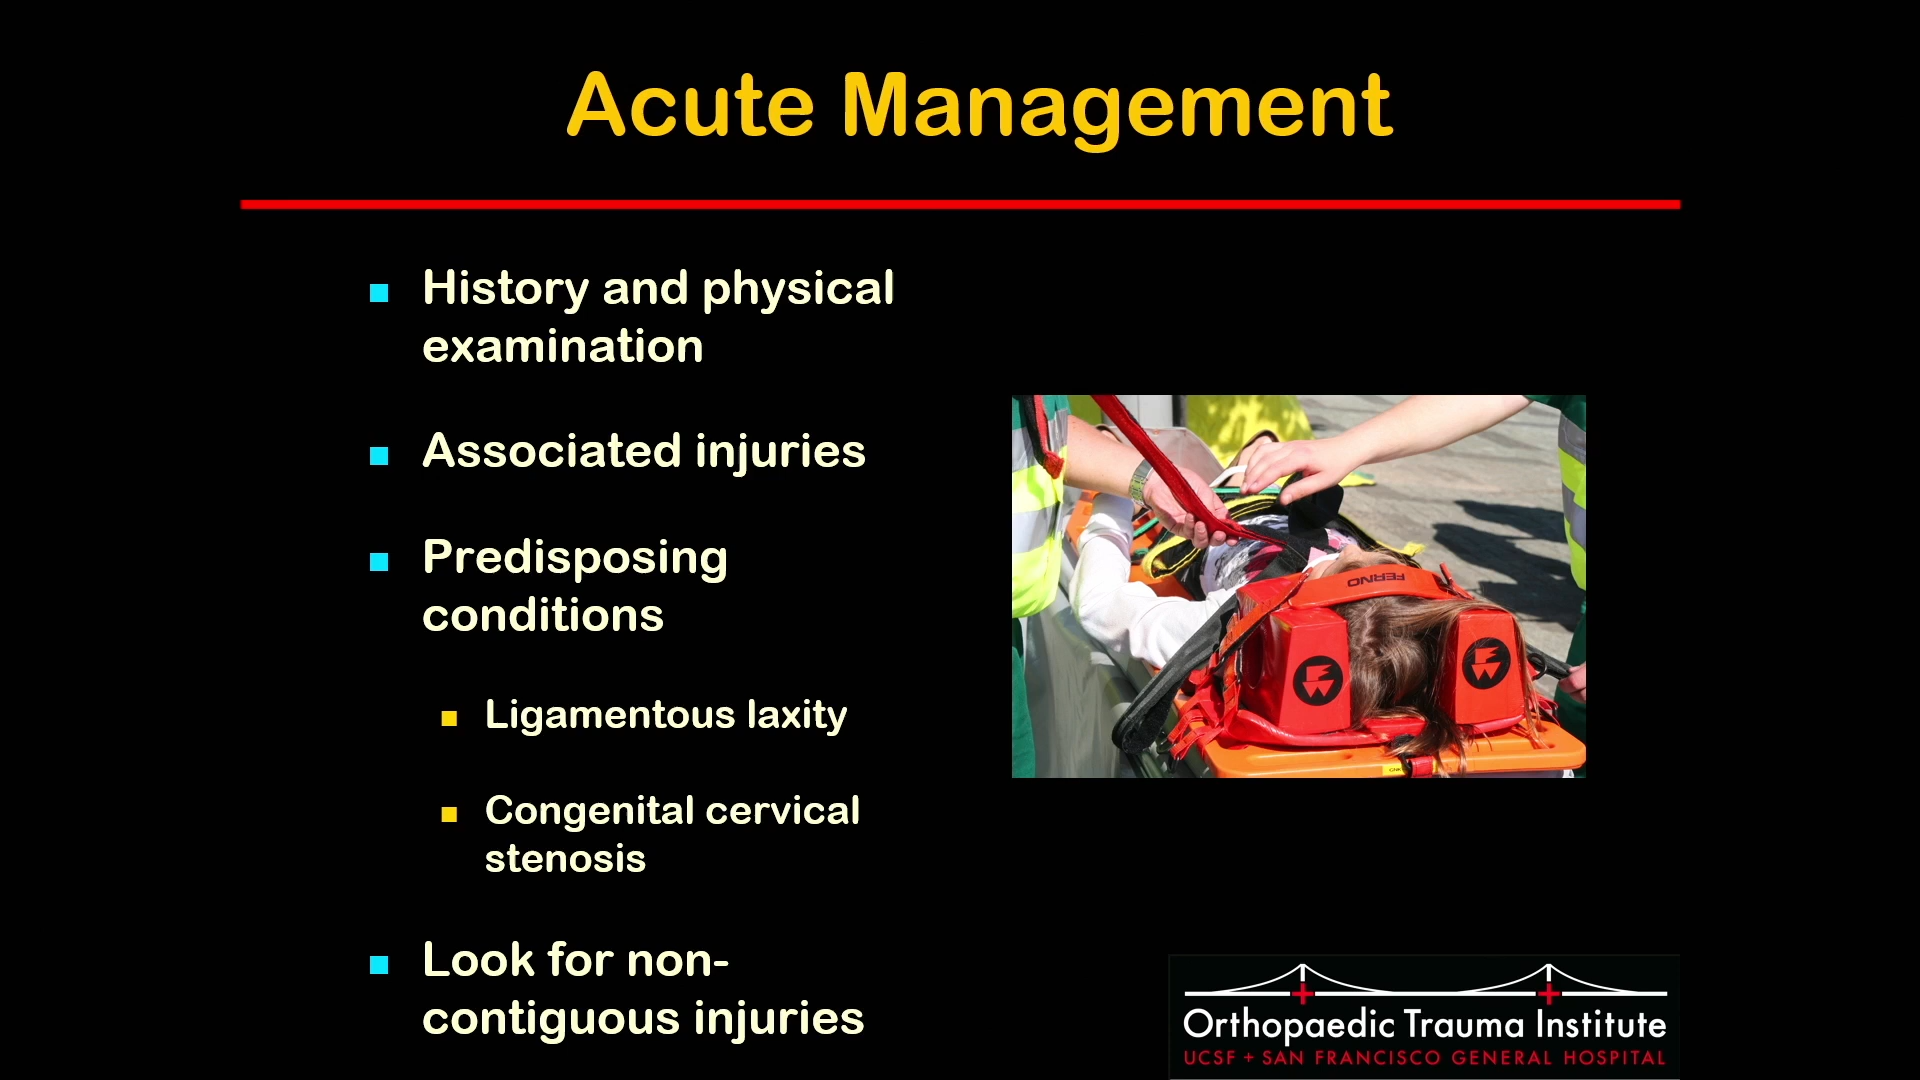 Acute Management
History and physical
examination
Associated injuries
Predisposing
conditions
Ligamentous laxity
Congenital cervical
stenosis
Look for non-
contiguous injuries
FERNO
Orthopaedic Trauma Institute
UCSF + SAN FRANCISCO GENERAL HOSPITAL